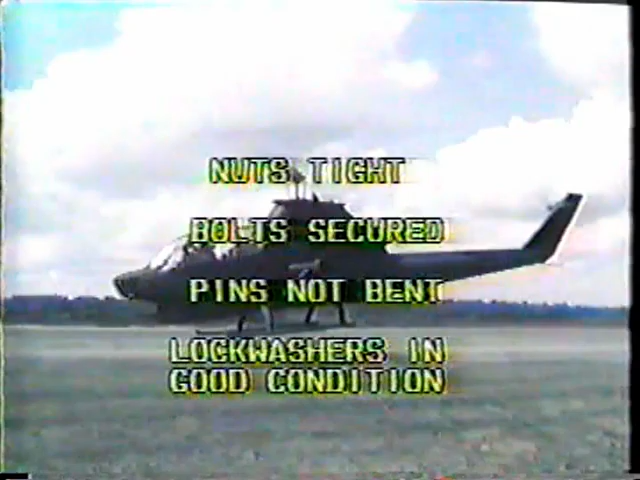 NUTS TIGHT
BOLTS SECURED
PINS NOT BENT
LOCKWASHERS IN
GOOD CONDITION